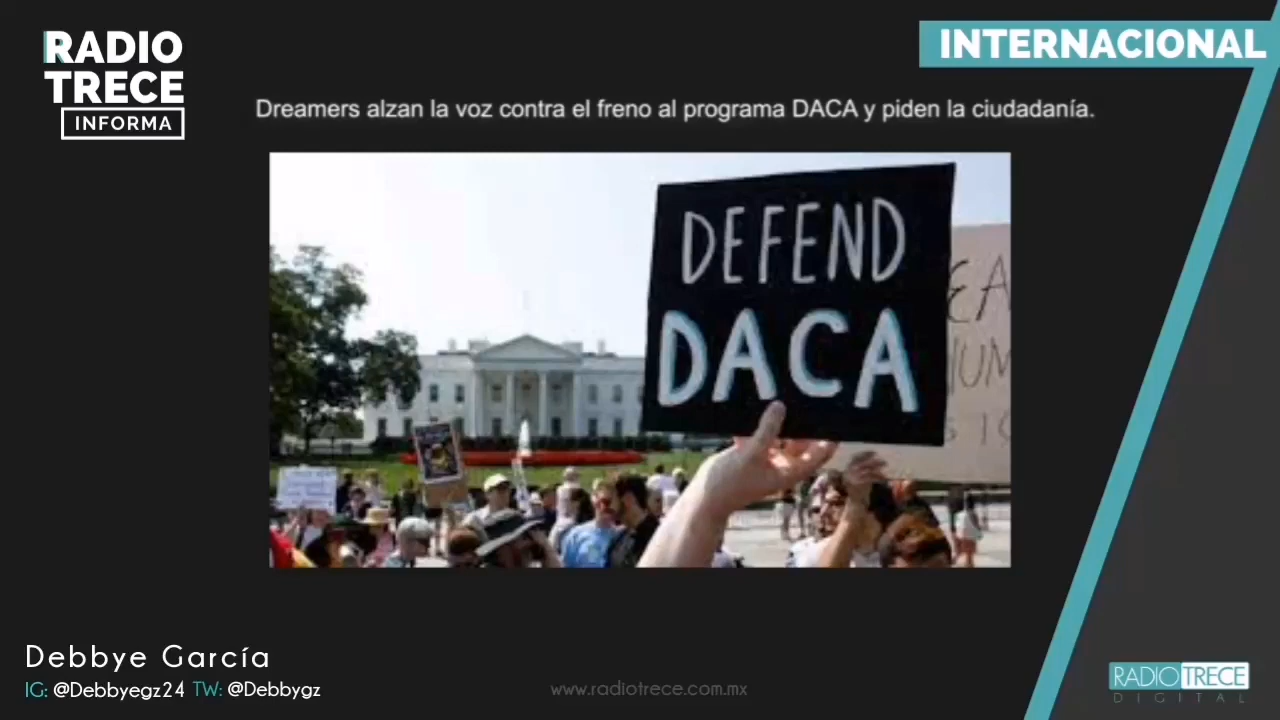 RADIO
TRECE
INFORMA
INTERNACIONAL
Dreamers alzan la voz contra el freno al programa DACA y piden la ciudadanía.
DEFEND
DACA
Debbye García
IG: @Debbyegz24 TW: @Debbygz
www.radiotrece.com.mx
RADIO TRECE
DIGITAL